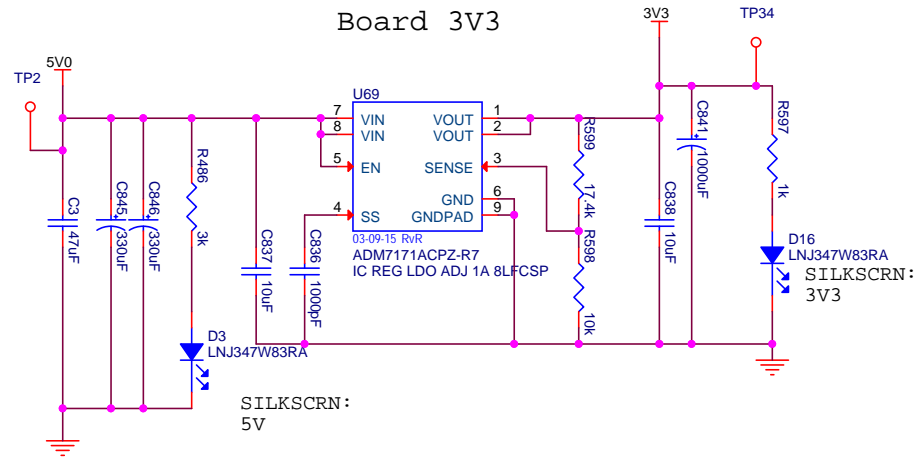 Board 3V3
5V0
3V3
TP34
TP2
U69
7
VIN
VOUT
1
8
VIN
VOUT
2
5
EN
SENSE
3
GND
6
4
SS
GNDPAD
9
03-09-15 RvR
ADM7171ACPZ-R7
IC REG LDO ADJ 1A 8LFCSP
C3
47uF
C845
330uF
C846
330uF
R486
3k
C837
10uF
C836
1000pF
R599
17.4k
R598
10k
C838
10uF
C841
1000uF
R597
1k
D16
LNJ347W83RA
SILKSCRN:
3V3
D3
LNJ347W83RA
SILKSCRN:
5V